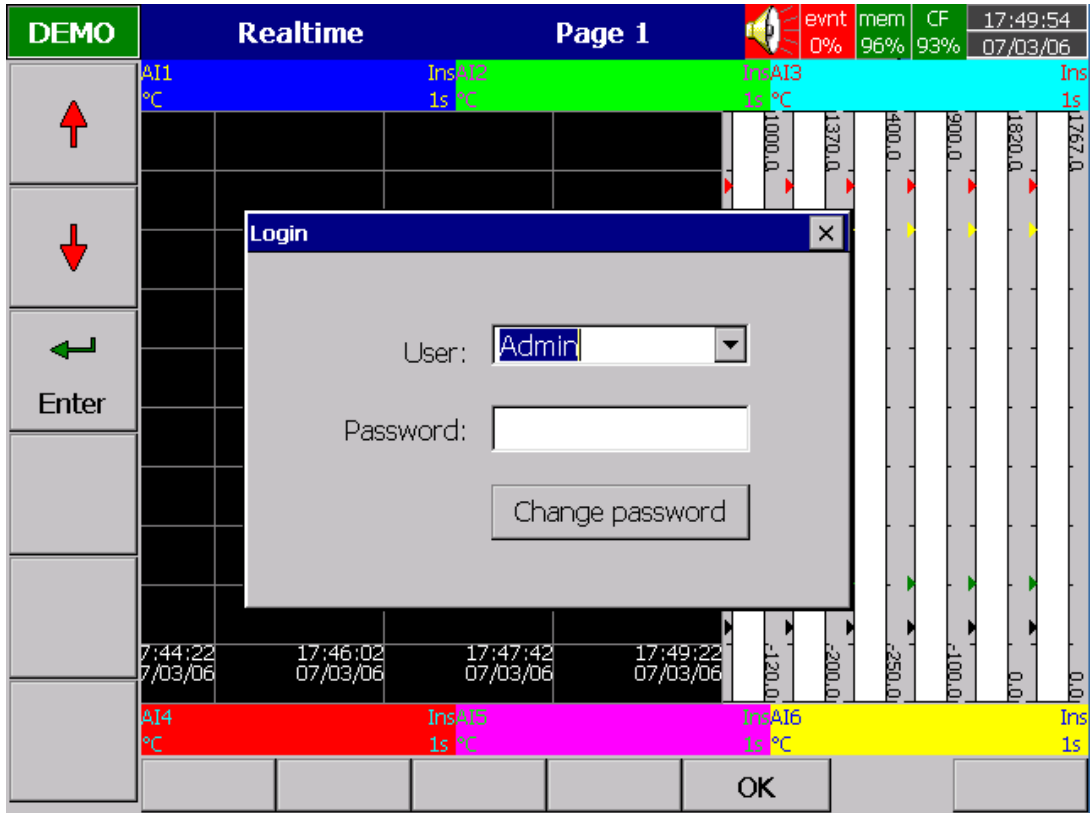 DEMO Realtime Page 1 evnt 0% mem 96% CF 93% 17:49:54 07/03/06
AI1 Ins AI2 Ins AI3 Ins
°C 1s °C 1s °C 1s
1000.0 1370.0 400.0 900.0 1820.0 1767.0
Login
User: Admin
Enter
Password:
Change password
7:44:22 17:46:02 17:47:42 17:49:22
7/03/06 07/03/06 07/03/06 07/03/06
-120.0 -200.0 -250.0 -100.0 0.0 0.0
AI4 Ins AI5 Ins AI6 Ins
°C 1s °C 1s °C 1s
OK